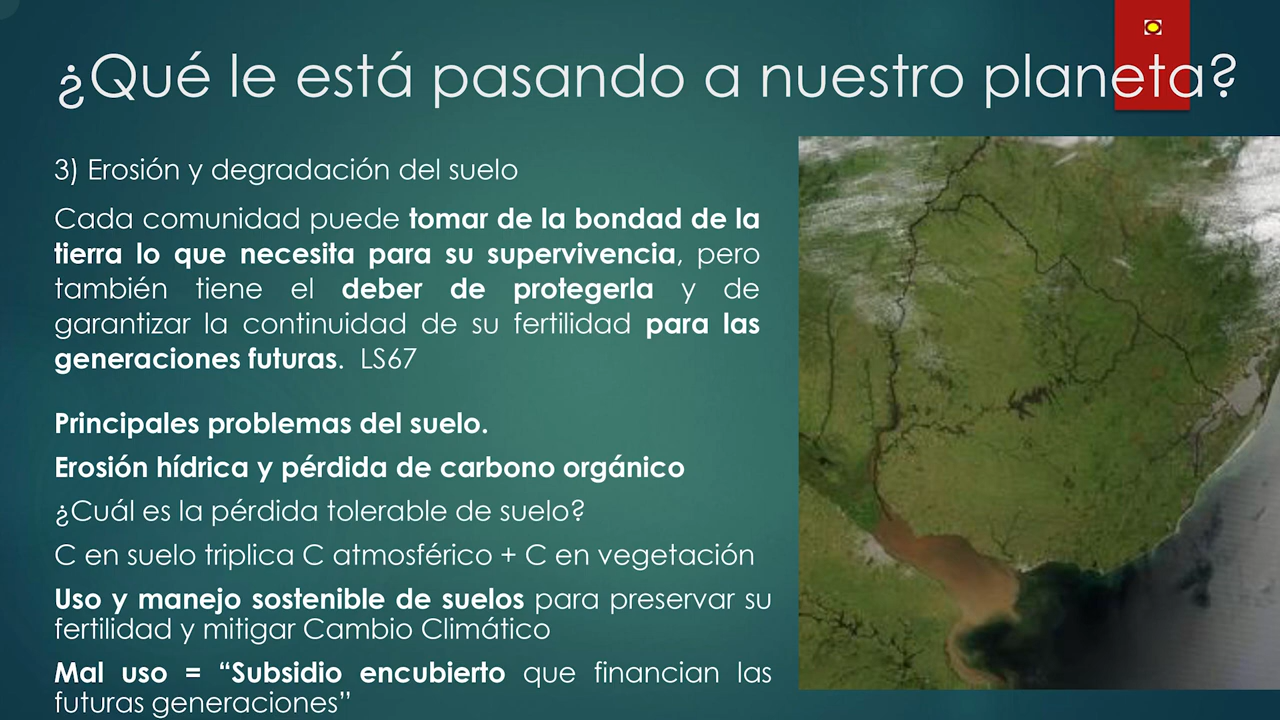 ¿Qué le está pasando a nuestro planeta?
3) Erosión y degradación del suelo
Cada comunidad puede tomar de la bondad de la
tierra lo que necesita para su supervivencia, pero
también tiene el deber de protegerla y de
garantizar la continuidad de su fertilidad para las
generaciones futuras. LS67
Principales problemas del suelo.
Erosión hídrica y pérdida de carbono orgánico
¿Cuál es la pérdida tolerable de suelo?
C en suelo triplica C atmosférico + C en vegetación
Uso y manejo sostenible de suelos para preservar su
fertilidad y mitigar Cambio Climático
Mal uso = “Subsidio encubierto que financian las
futuras generaciones”